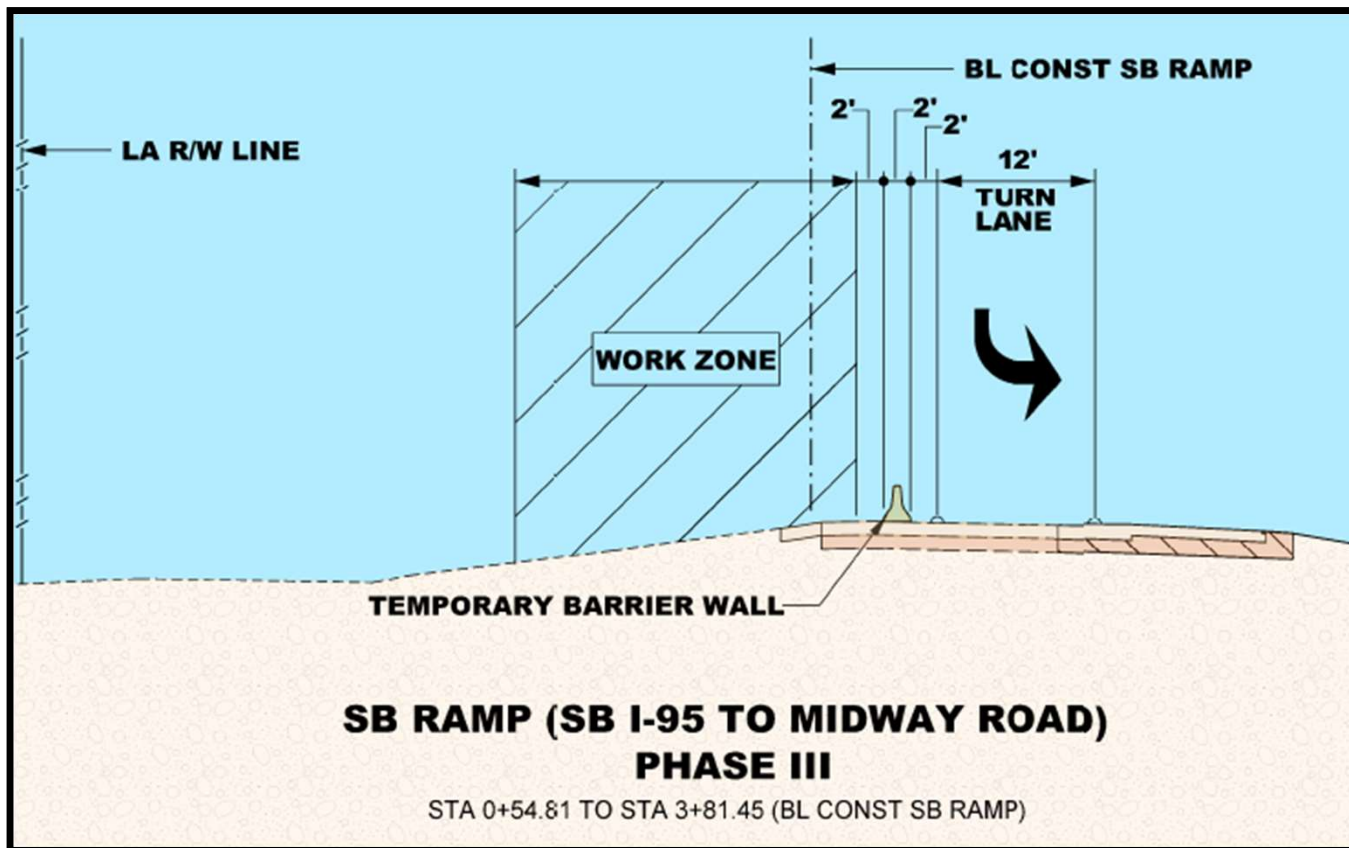 BL CONST SB RAMP
2'
2'
2'
LA R/W LINE
12'
TURN
LANE
WORK ZONE
TEMPORARY BARRIER WALL
SB RAMP (SB I-95 TO MIDWAY ROAD)
PHASE III
STA 0+54.81 TO STA 3+81.45 (BL CONST SB RAMP)